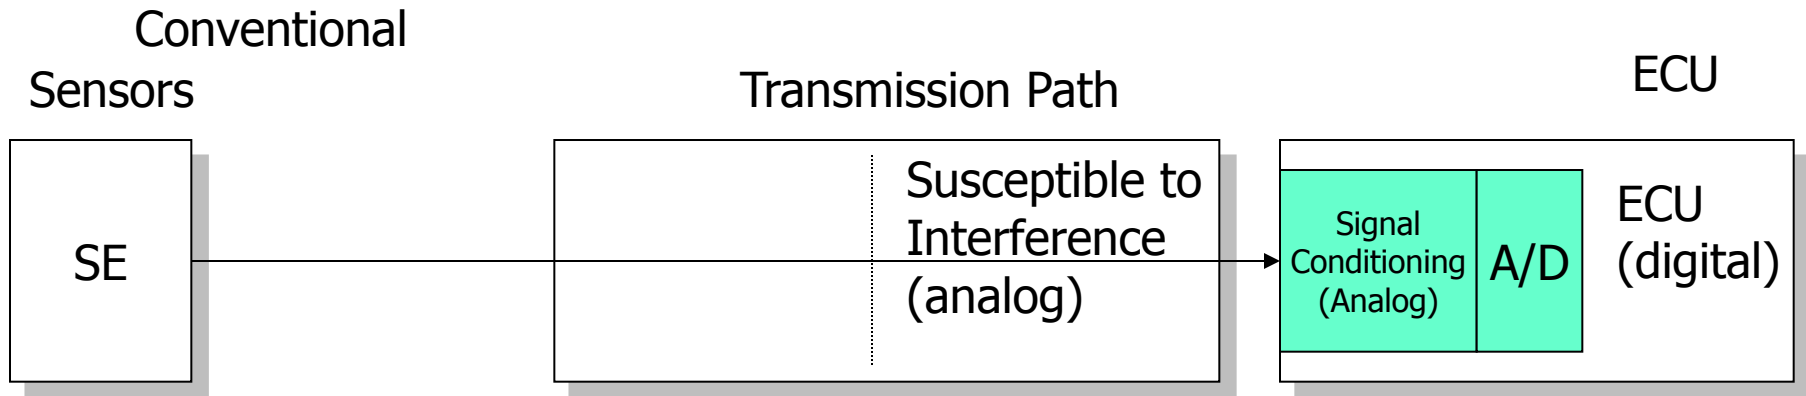 Conventional
Sensors
Transmission Path
ECU
SE
Susceptible to
Interference
(analog)
Signal
Conditioning
(Analog)
A/D
ECU
(digital)